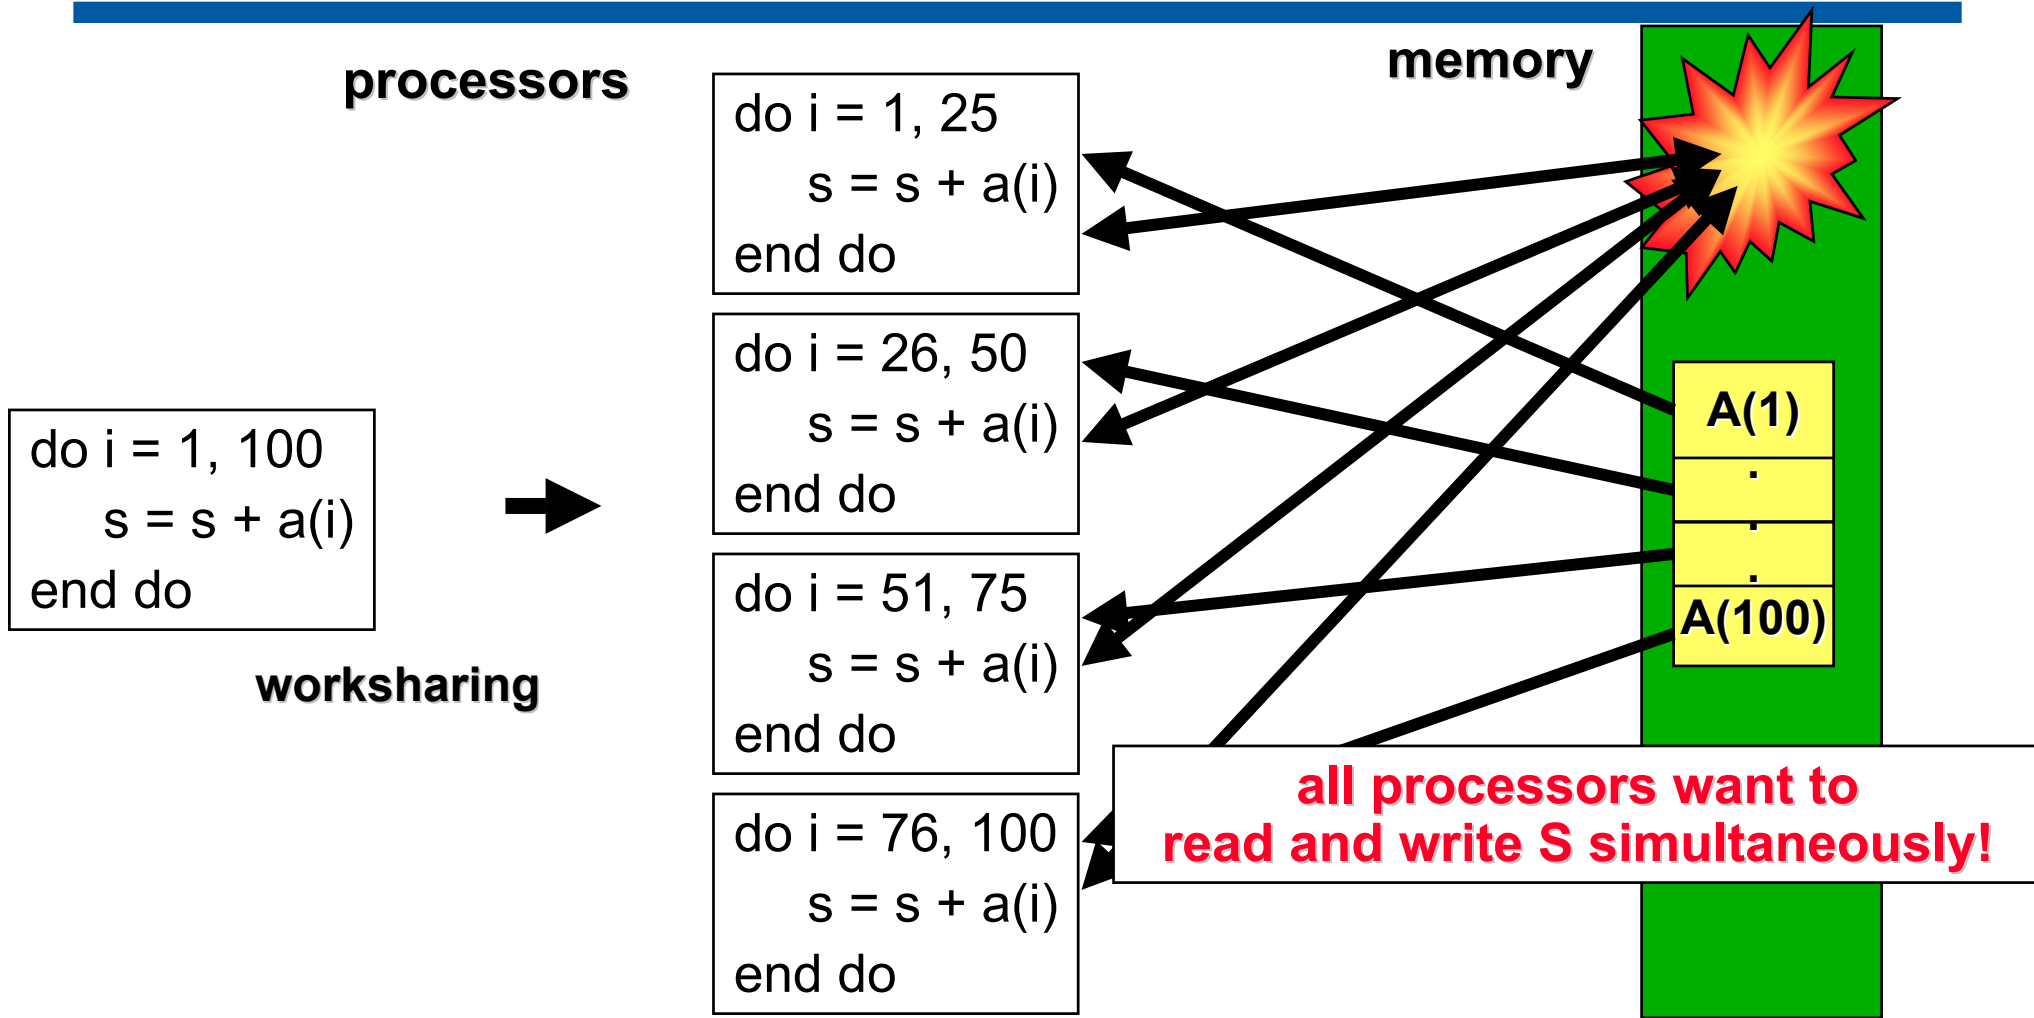 processors
memory
do i = 1, 25
s = s + a(i)
end do
do i = 26, 50
s = s + a(i)
end do
do i = 1, 100
s = s + a(i)
end do
worksharing
do i = 51, 75
s = s + a(i)
end do
do i = 76, 100
s = s + a(i)
end do
A(1)
.
.
.
A(100)
all processors want to
read and write S simultaneously!